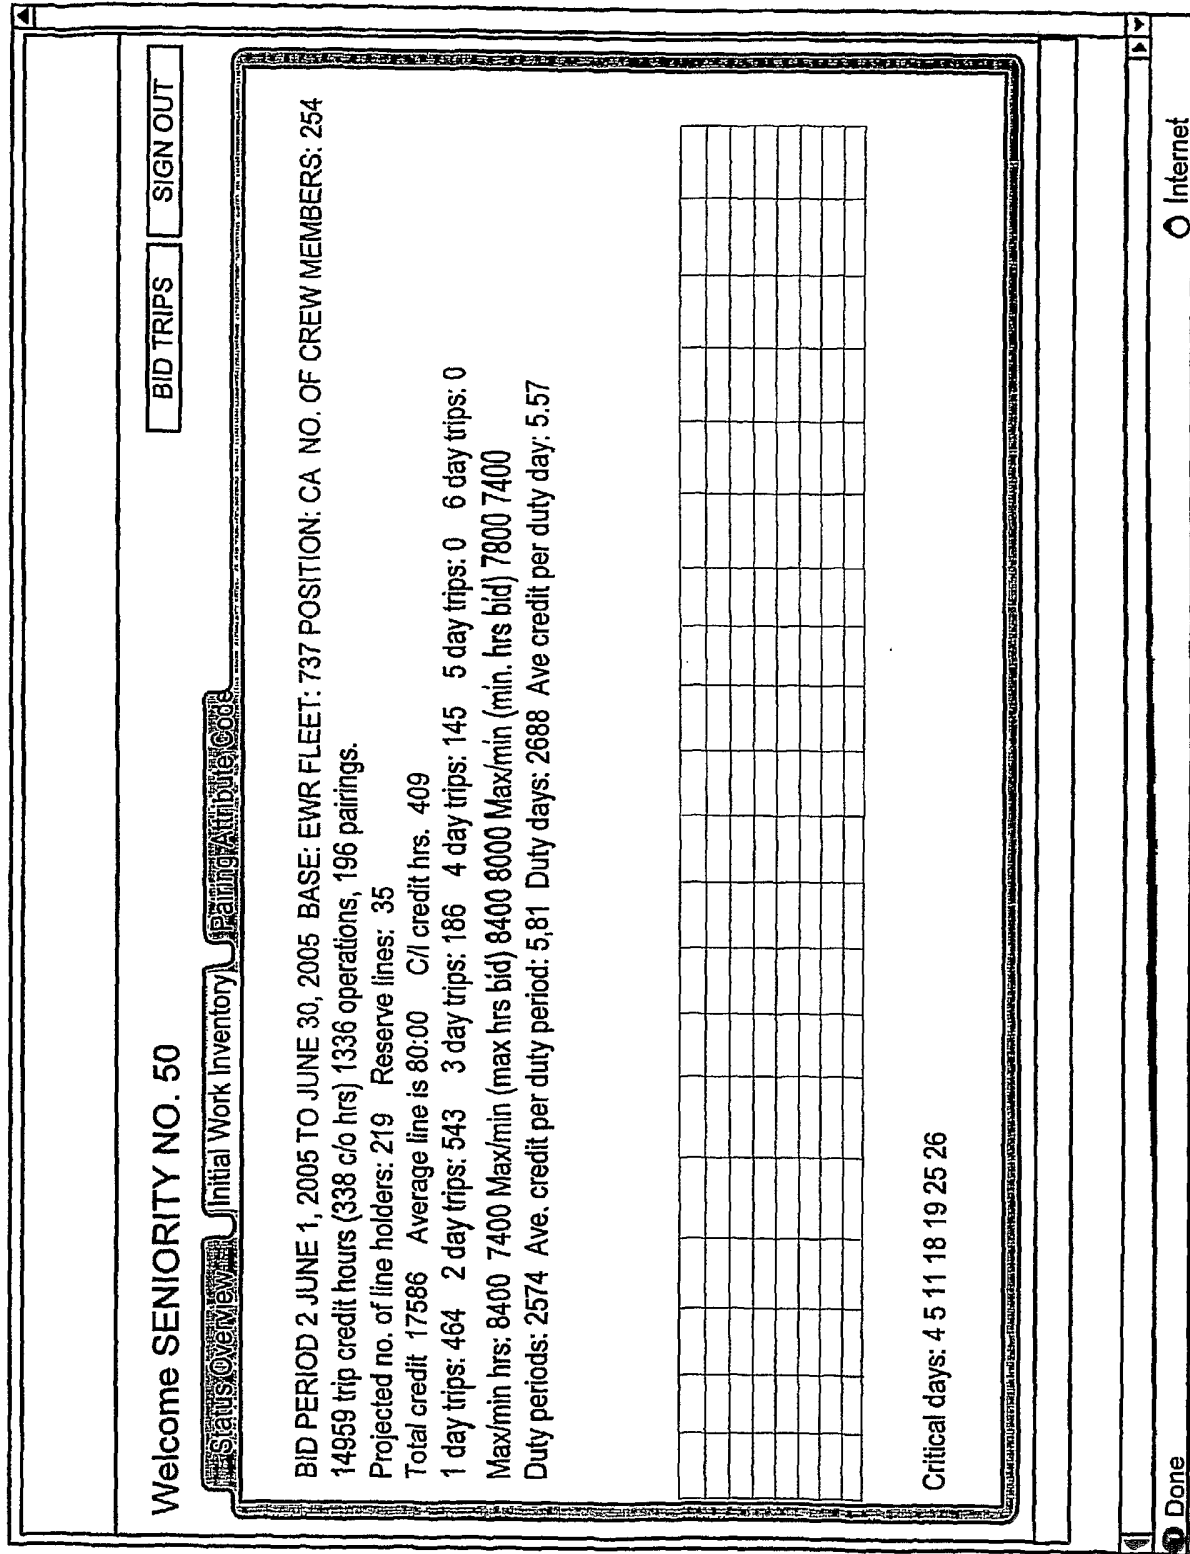 Welcome SENIORITY NO. 50
BID TRIPS SIGN OUT
Status Overview Initial Work Inventory Pairing Attribute Code
BID PERIOD 2 JUNE 1, 2005 TO JUNE 30, 2005 BASE: EWR FLEET: 737 POSITION: CA NO. OF CREW MEMBERS: 254
14959 trip credit hours (338 c/o hrs) 1336 operations, 196 pairings.
Projected no. of line holders: 219 Reserve lines: 35
Total credit 17586 Average line is 80:00 C/I credit hrs. 409
1 day trips: 464 2 day trips: 543 3 day trips: 186 4 day trips: 145 5 day trips: 0 6 day trips: 0
Max/min hrs: 8400 7400 Max/min (max hrs bid) 8400 8000 Max/min (min. hrs bid) 7800 7400
Duty periods: 2574 Ave. credit per duty period: 5,81 Duty days: 2688 Ave credit per duty day: 5.57
Critical days: 4 5 11 18 19 25 26
Done
Internet